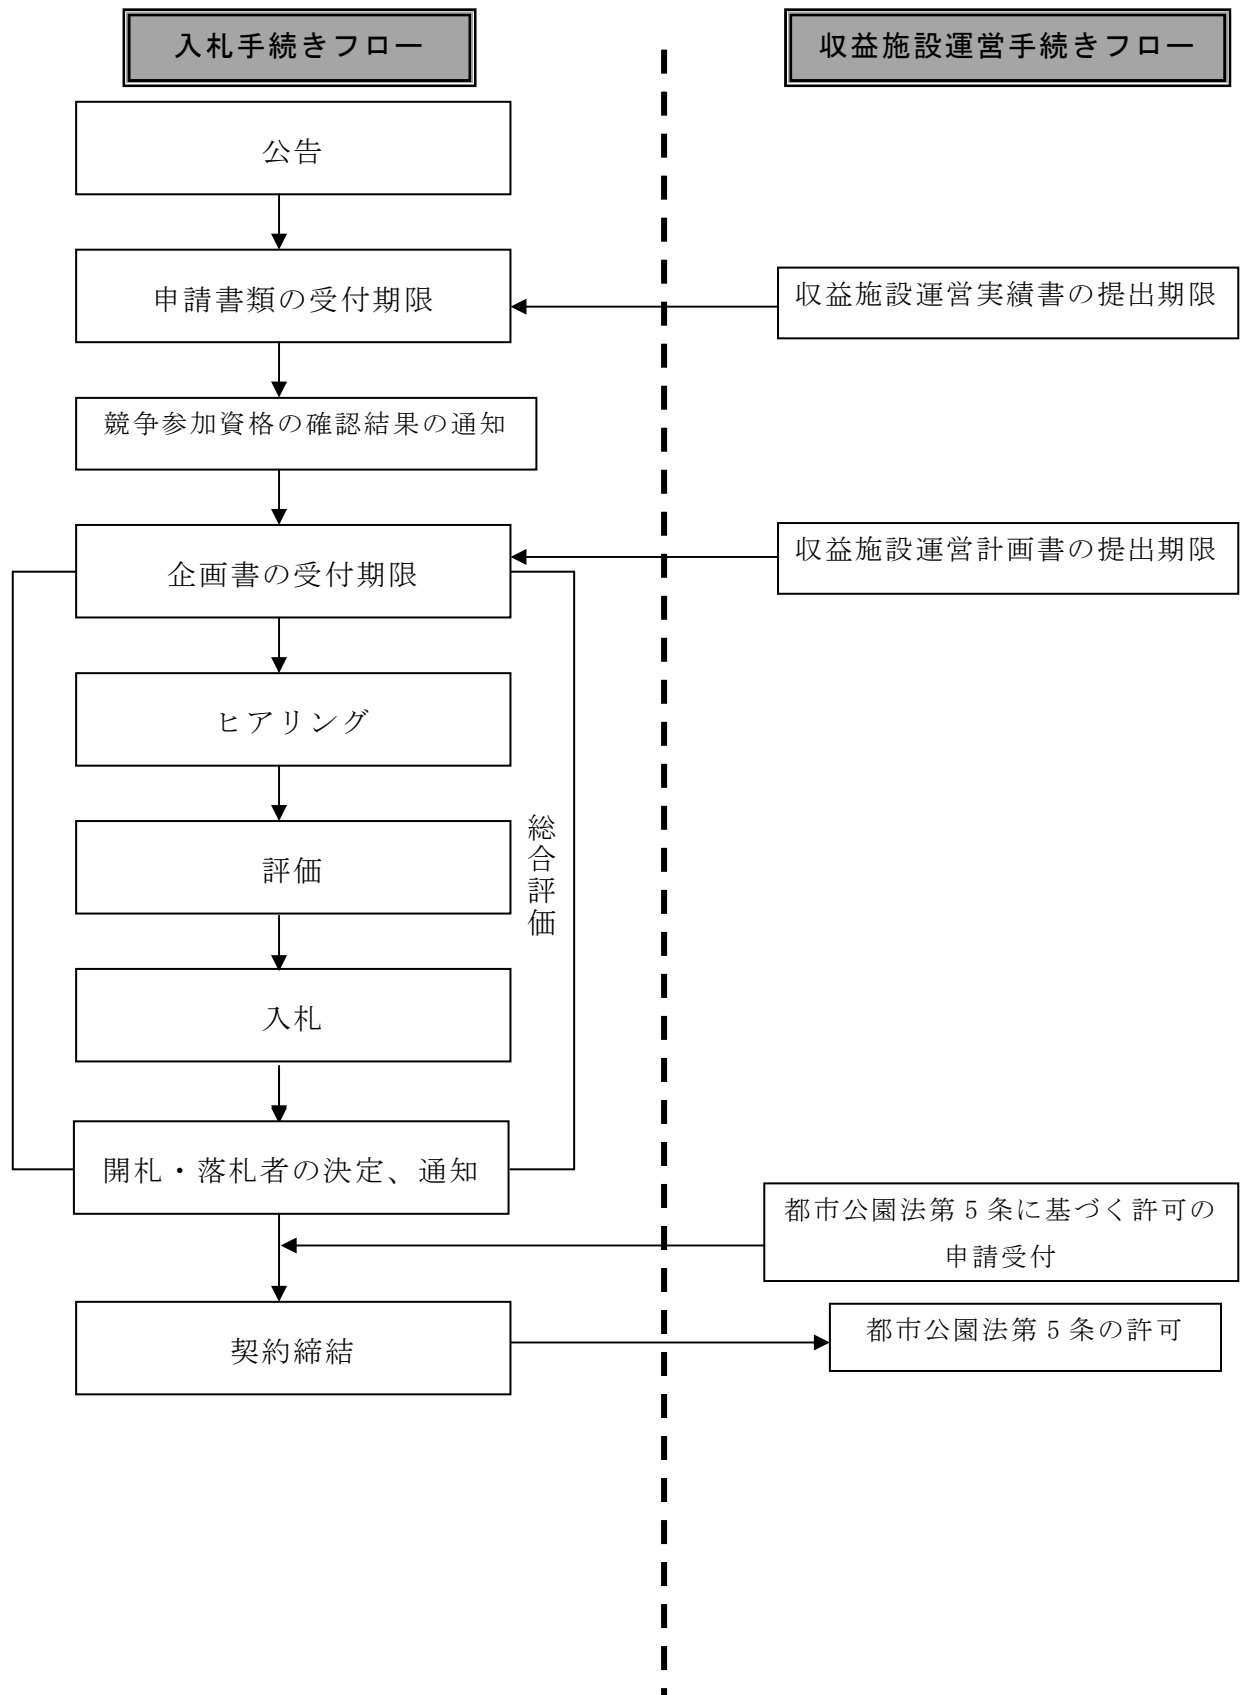 入札手続きフロー
収益施設運営手続きフロー
公告
申請書類の受付期限
収益施設運営実績書の提出期限
競争参加資格の確認結果の通知
企画書の受付期限
収益施設運営計画書の提出期限
ヒアリング
評価
総合評価
入札
開札・落札者の決定、通知
都市公園法第5条に基づく許可の
申請受付
契約締結
都市公園法第5条の許可